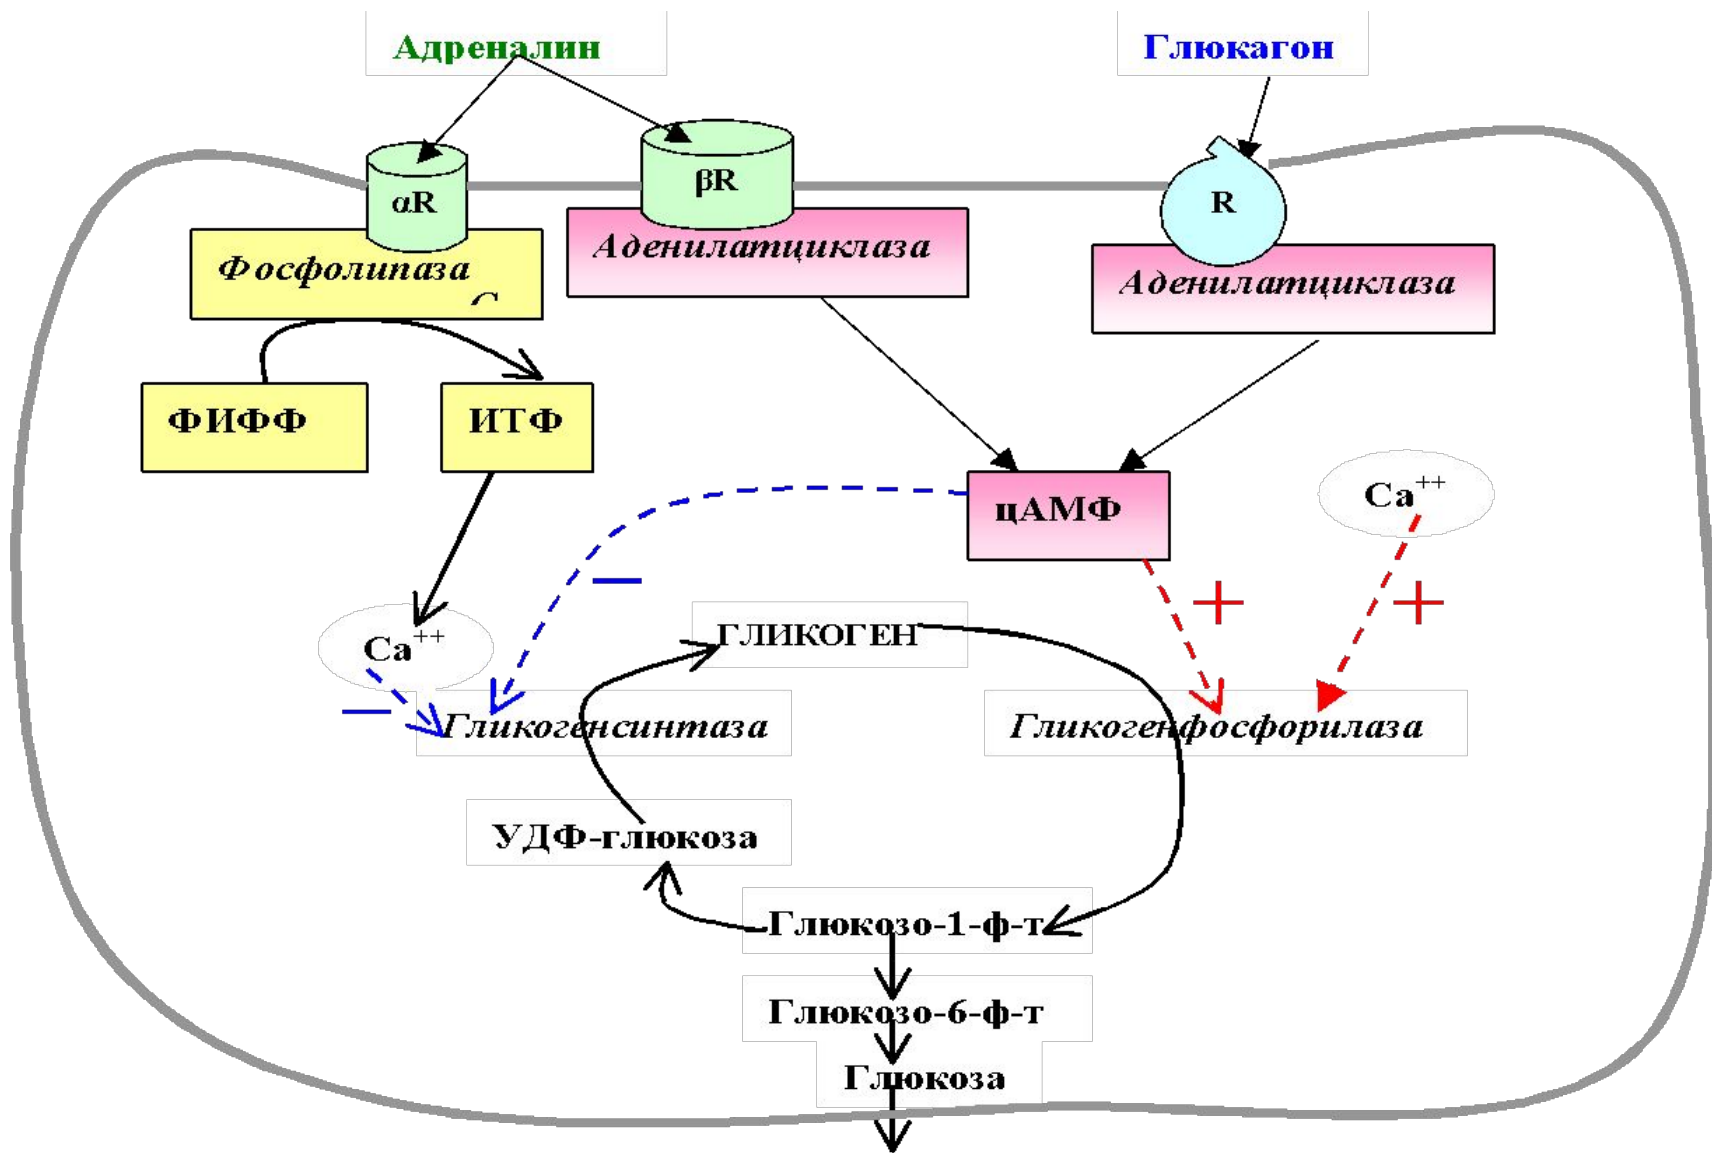 Адреналин
Глюкагон
αR
βR
R
Фосфолипаза
С
Аденилатциклаза
Аденилатциклаза
ФИФФ
ИТФ
цАМФ
Ca++
—
+
+
ГЛИКОГЕН
Ca++
—
Гликогенсинтаза
Гликогенфосфорилаза
УДФ-глюкоза
Глюкозо-1-ф-т
Глюкозо-6-ф-т
Глюкоза